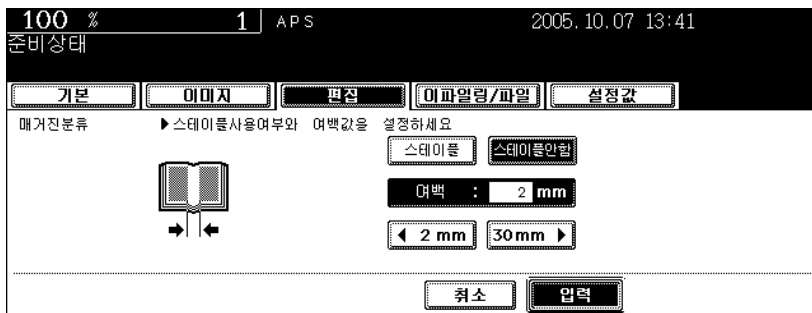 100 % 1 APS 2005.10.07 13:41
준비상태
기본 이미지 편집 이파일링/파일 설정값
매거진분류 ▶스테이플사용여부와 여백값을 설정하세요
스테이플 스테이플안함
여백 : 2 mm
◀ 2 mm 30mm ▶
취소 입력